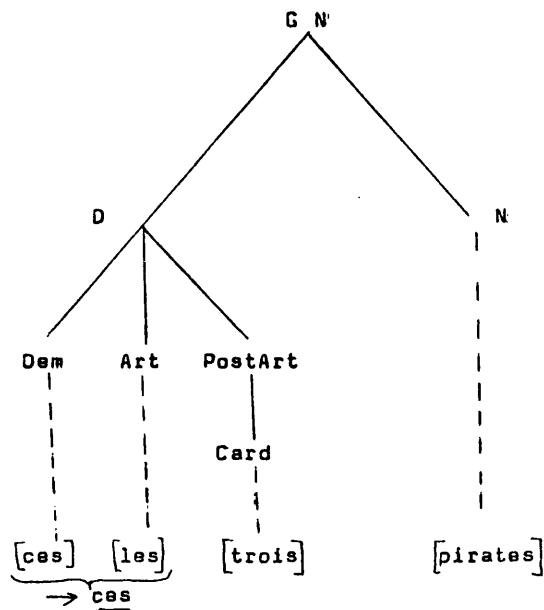 G N'
D N
Dem Art PostArt
Card
[ces] [les] [trois] [pirates]
→ ces